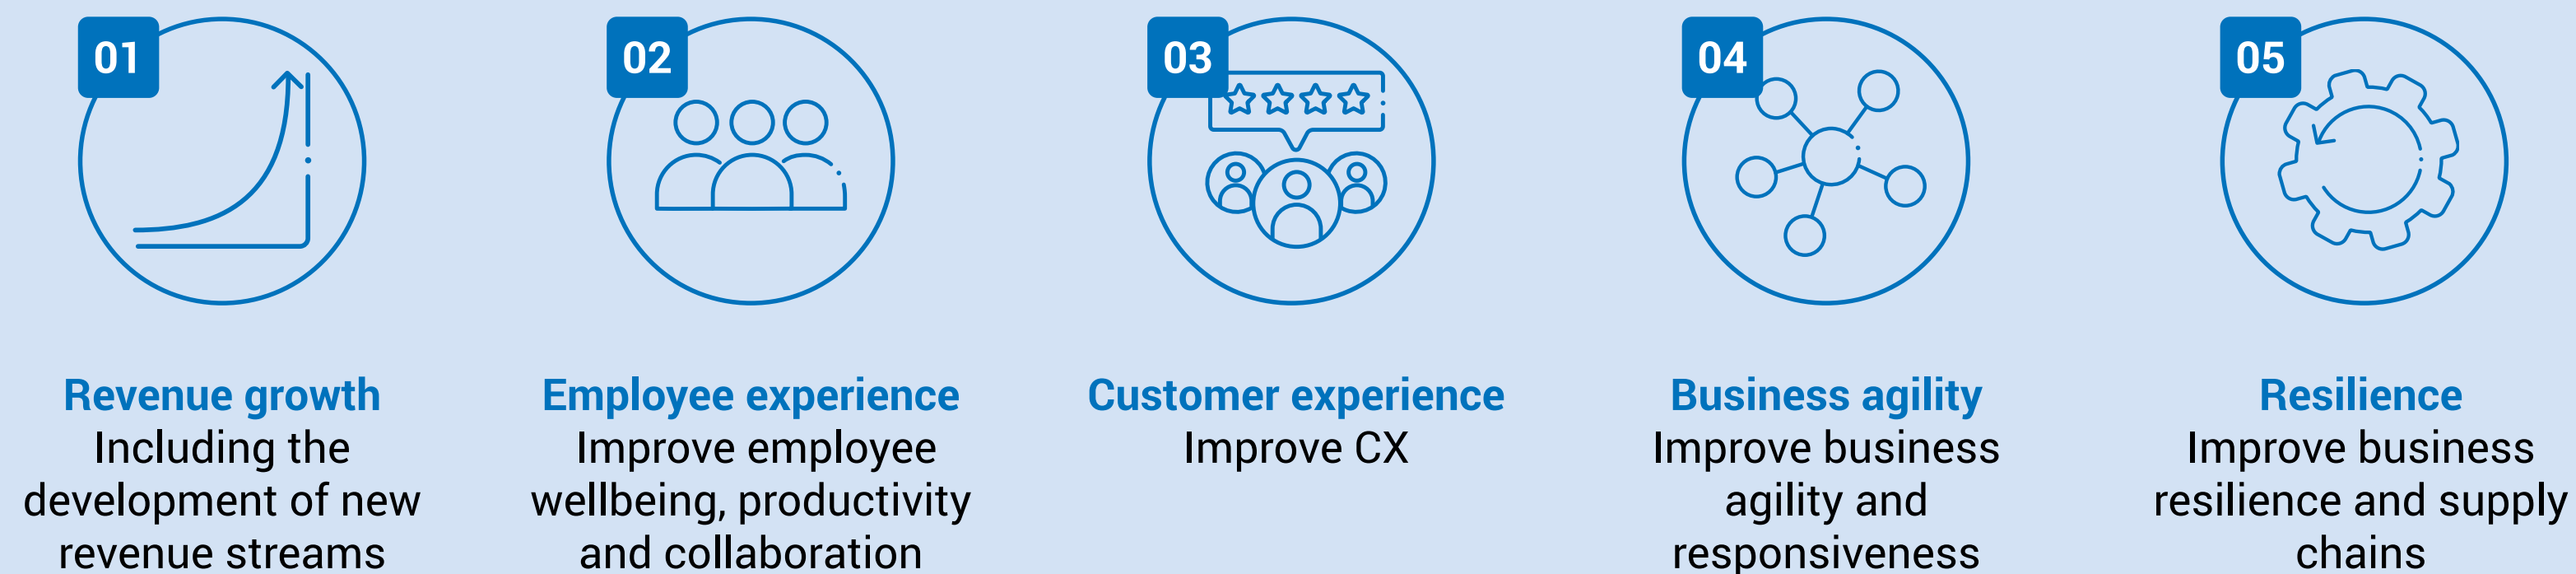 01
Revenue growth
Including the
development of new
revenue streams
02
Employee experience
Improve employee
wellbeing, productivity
and collaboration
03
Customer experience
Improve CX
04
Business agility
Improve business
agility and
responsiveness
05
Resilience
Improve business
resilience and supply
chains